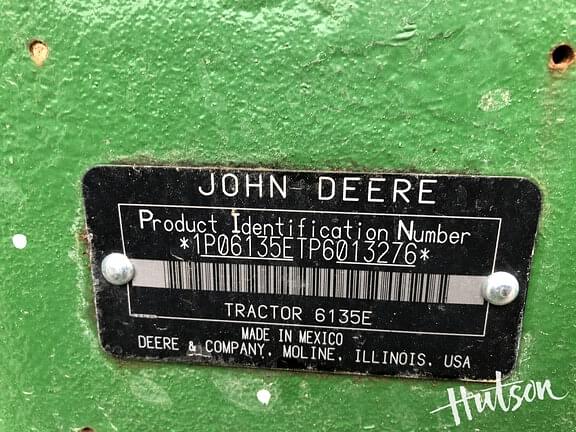 JOHN DEERE
Product Identification Number
*1P06135ETP6013276*
TRACTOR 6135E
MADE IN MEXICO
DEERE & COMPANY, MOLINE, ILLINOIS, USA
Hutson